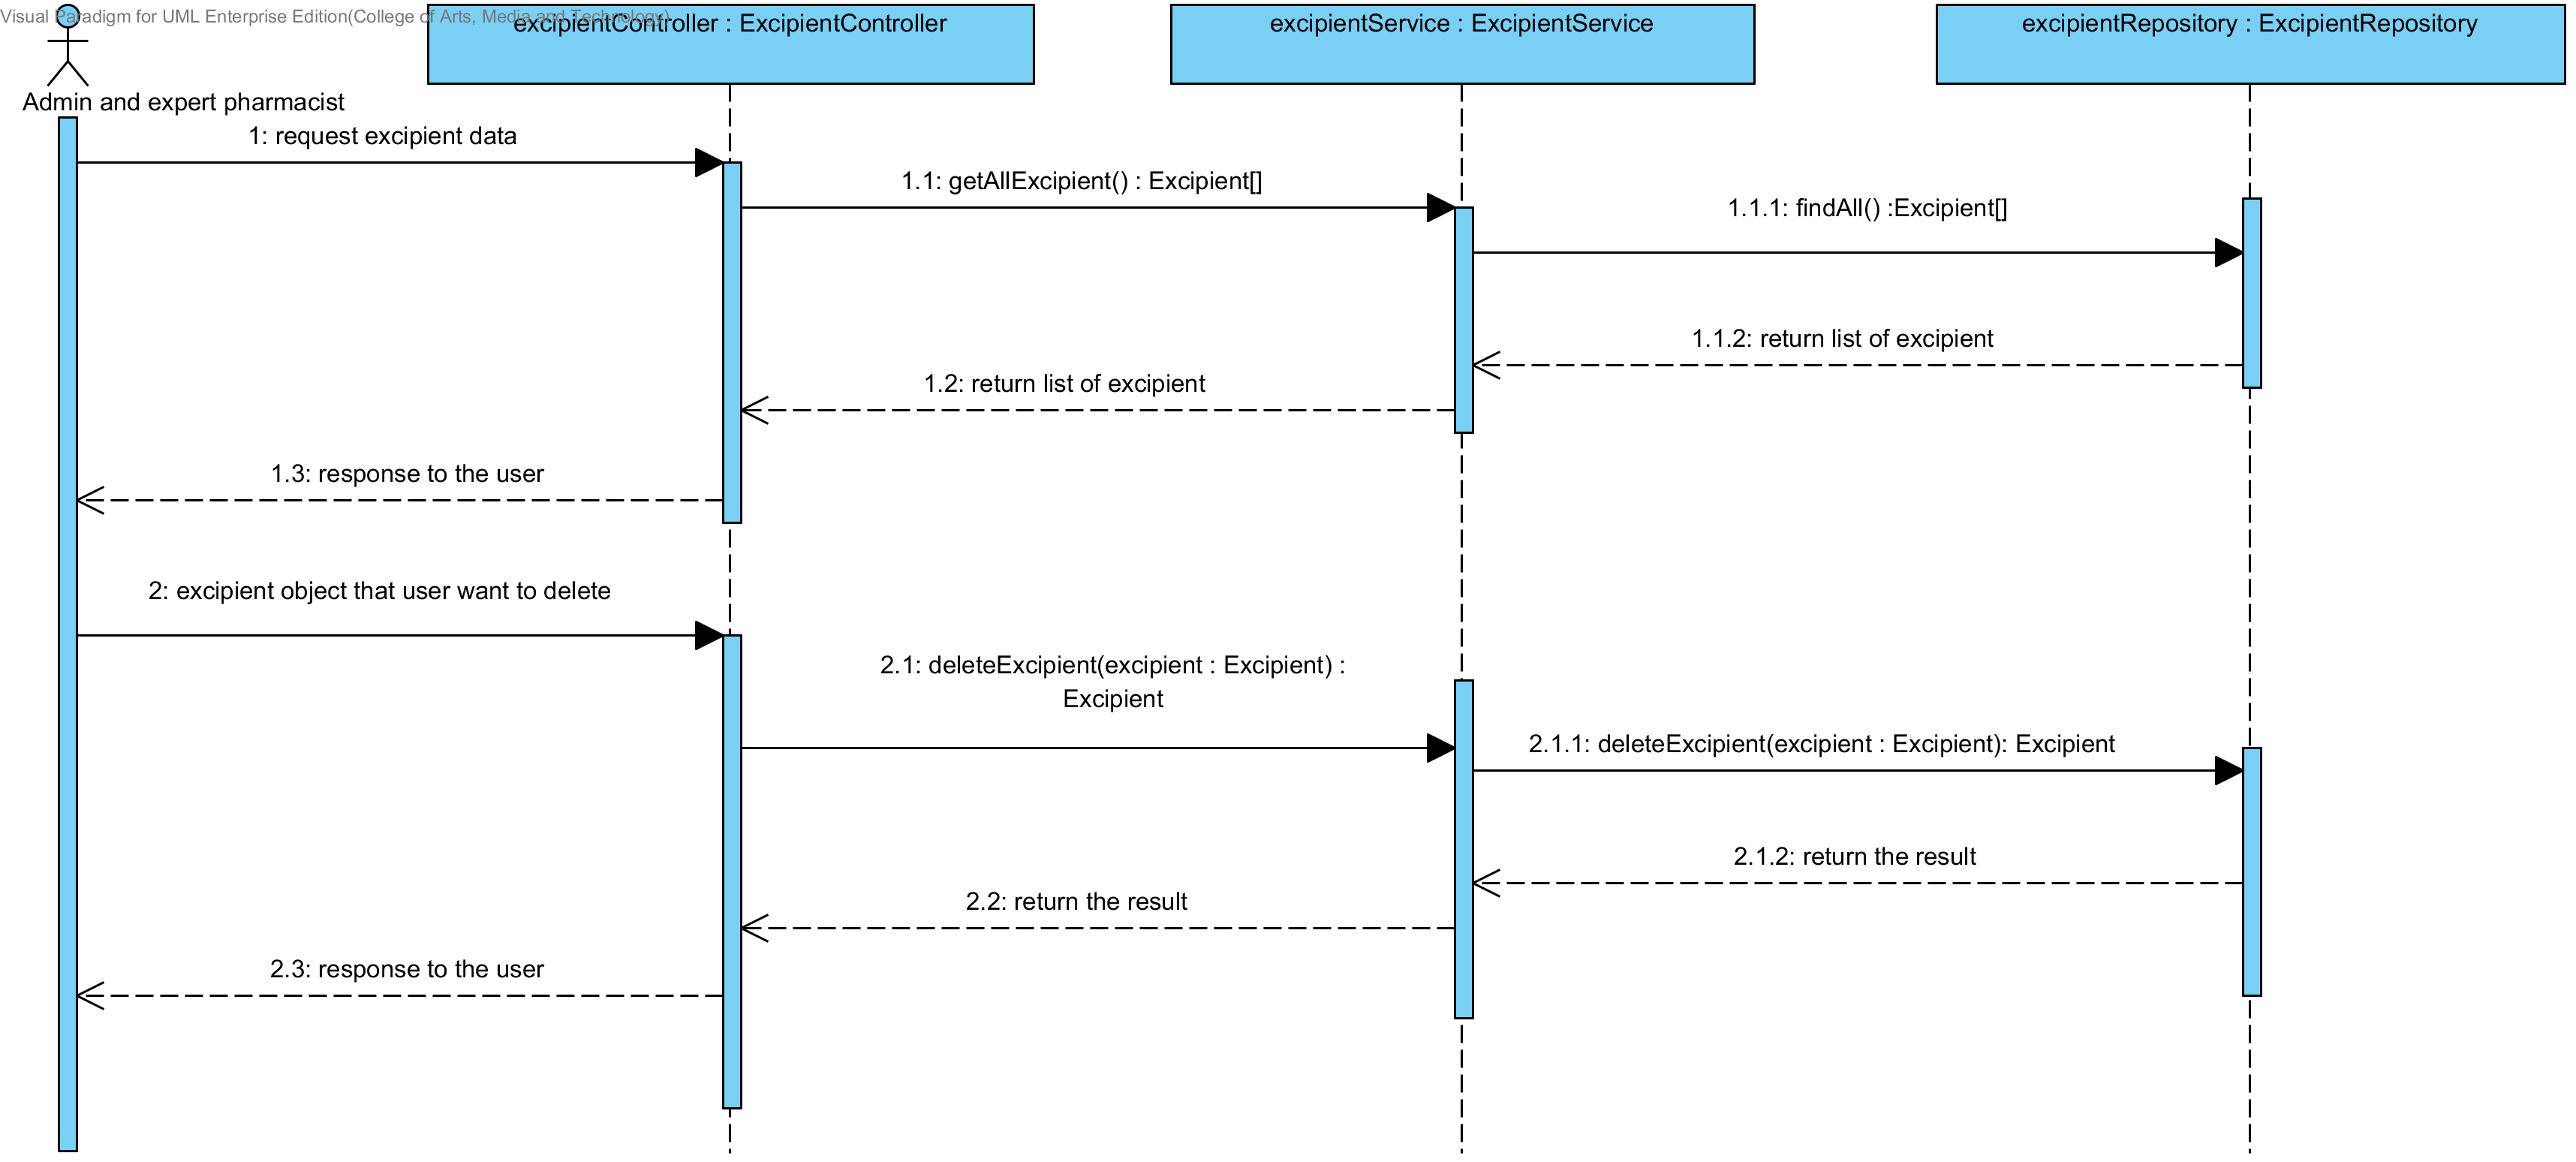 Visual Paradigm for UML Enterprise Edition(College of Arts, Media and Technology)
excipientController : ExcipientController
excipientService : ExcipientService
excipientRepository : ExcipientRepository
Admin and expert pharmacist
1: request excipient data
1.1: getAllExcipient() : Excipient[]
1.1.1: findAll() :Excipient[]
1.1.2: return list of excipient
1.2: return list of excipient
1.3: response to the user
2: excipient object that user want to delete
2.1: deleteExcipient(excipient : Excipient) :
Excipient
2.1.1: deleteExcipient(excipient : Excipient): Excipient
2.1.2: return the result
2.2: return the result
2.3: response to the user